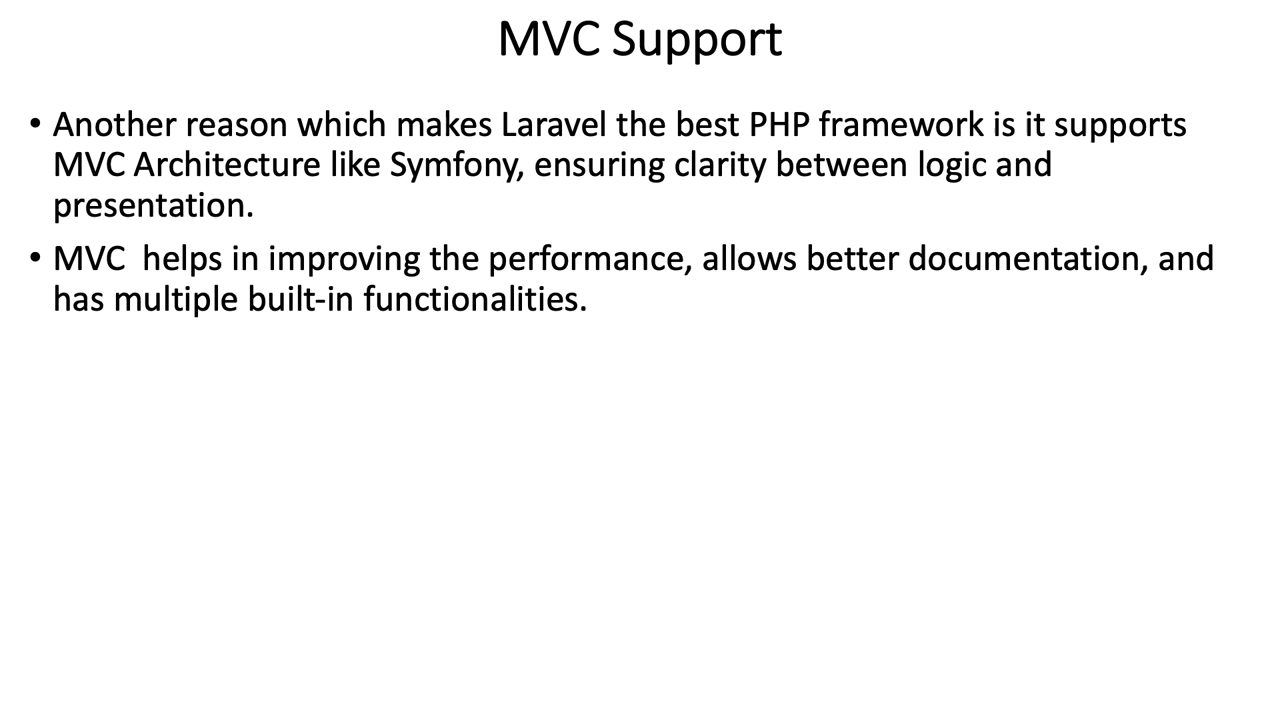 MVC Support
• Another reason which makes Laravel the best PHP framework is it supports
MVC Architecture like Symfony, ensuring clarity between logic and
presentation.
• MVC  helps in improving the performance, allows better documentation, and
has multiple built-in functionalities.